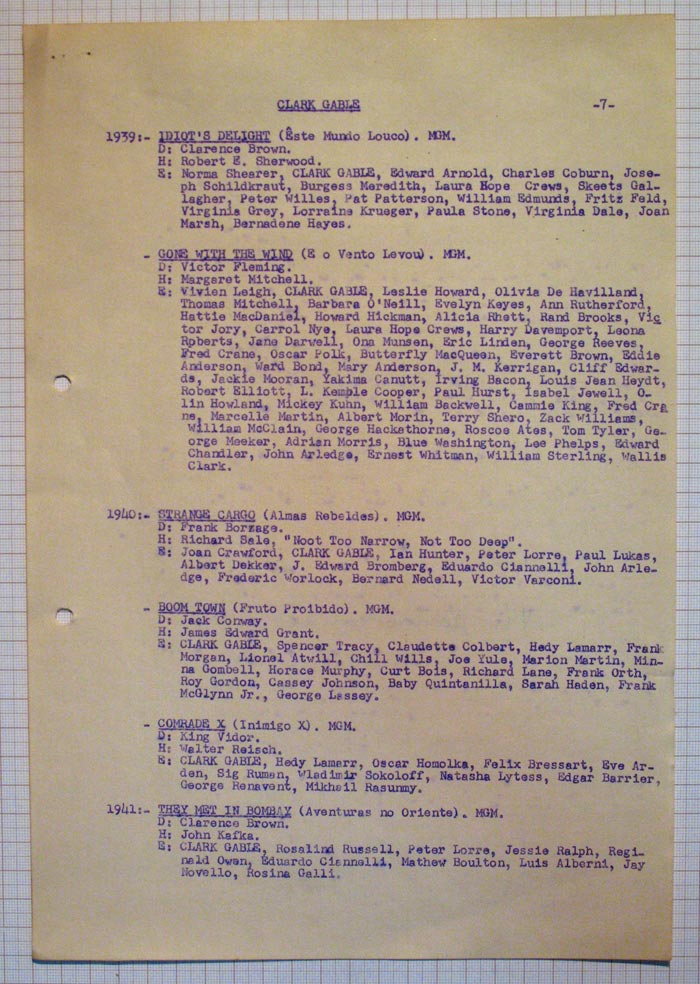 CLARK GABLE -7-
1939:- IDIOT'S DELIGHT (Êste Mundo Louco). MGM.
D: Clarence Brown.
H: Robert E. Sherwood.
E: Norma Shearer, CLARK GABLE, Edward Arnold, Charles Coburn, Jose-
ph Schildkraut, Burgess Meredith, Laura Hope Crews, Skeets Gal-
lagher, Peter Willes, Pat Patterson, William Edmunds, Fritz Feld,
Virginia Grey, Lorraine Krueger, Paula Stone, Virginia Dale, Joan
Marsh, Bernadene Hayes.
- GONE WITH THE WIND (E o Vento Levou). MGM.
D: Victor Fleming.
H: Margaret Mitchell.
E: Vivien Leigh, CLARK GABLE, Leslie Howard, Olivia De Havilland,
Thomas Mitchell, Barbara O'Neill, Evelyn Keyes, Ann Rutherford,
Hattie MacDaniel, Howard Hickman, Alicia Rhett, Rand Brooks, Vic
tor Jory, Carrol Nye, Laura Hope Crews, Harry Davemport, Leona
Roberts, Jane Darwell, Ona Munsen, Eric Linden, George Reeves,
Fred Crane, Oscar Polk, Butterfly MacQueen, Everett Brown, Eddie
Anderson, Ward Bond, Mary Anderson, J. M. Kerrigan, Cliff Edwar-
ds, Jackie Mooran, Yakima Canutt, Irving Bacon, Louis Jean Heydt,
Robert Elliott, L. Kemple Cooper, Paul Hurst, Isabel Jewell, O-
lin Howland, Mickey Kuhn, William Backwell, Cammie King, Fred Cra
ne, Marcelle Martin, Albert Morin, Terry Shero, Zack Williams,
William McClain, George Hackathorne, Roscoe Ates, Tom Tyler, Ge-
orge Meeker, Adrian Morris, Blue Washington, Lee Phelps, Edward
Chandler, John Arledge, Ernest Whitman, William Sterling, Wallis
Clark.
1940:- STRANGE CARGO (Almas Rebeldes). MGM.
D: Frank Borzage.
H: Richard Sale, "Noot Too Narrow, Not Too Deep".
E: Joan Crawford, CLARK GABLE, Ian Hunter, Peter Lorre, Paul Lukas,
Albert Dekker, J. Edward Bromberg, Eduardo Ciannelli, John Arle-
dge, Frederic Worlock, Bernard Nedell, Victor Varconi.
- BOOM TOWN (Fruto Proibido). MGM.
D: Jack Conway.
H: James Edward Grant.
E: CLARK GABLE, Spencer Tracy, Claudette Colbert, Hedy Lamarr, Frank
Morgan, Lionel Atwill, Chill Wills, Joe Yule, Marion Martin, Min-
na Gombell, Horace Murphy, Curt Bois, Richard Lane, Frank Orth,
Roy Gordon, Cassey Johnson, Baby Quintanilla, Sarah Haden, Frank
McGlynn Jr., George Lessey.
- COMRADE X (Inimigo X). MGM.
D: King Vidor.
H: Walter Reisch.
E: CLARK GABLE, Hedy Lamarr, Oscar Homolka, Felix Bressart, Eve Ar-
den, Sig Ruman, Wladimir Sokoloff, Natasha Lytess, Edgar Barrier,
George Renavent, Mikhail Rasunmy.
1941:- THEY MET IN BOMBAY (Aventuras no Oriente). MGM.
D: Clarence Brown.
H: John Kafka.
E: CLARK GABLE, Rosalind Russell, Peter Lorre, Jessie Ralph, Regi-
nald Owen, Eduardo Ciannelli, Mathew Boulton, Luis Alberni, Jay
Novello, Rosina Galli.